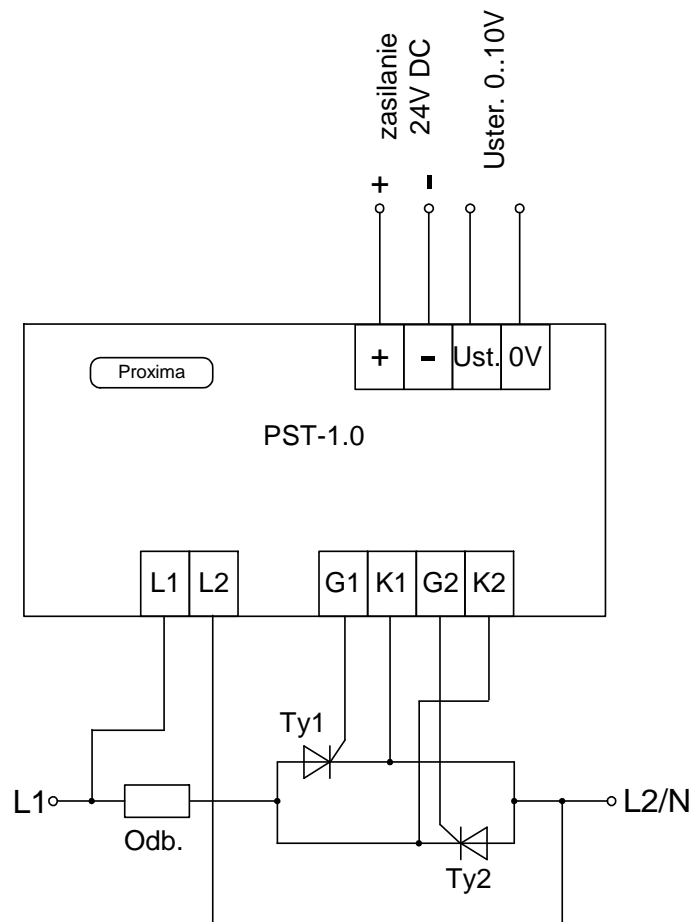 zasilanie
24V DC
Uster. 0..10V
+ -
+ - Ust. 0V
Proxima
PST-1.0
L1 L2 G1 K1 G2 K2
Ty1
L1 L2/N
Odb.
Ty2